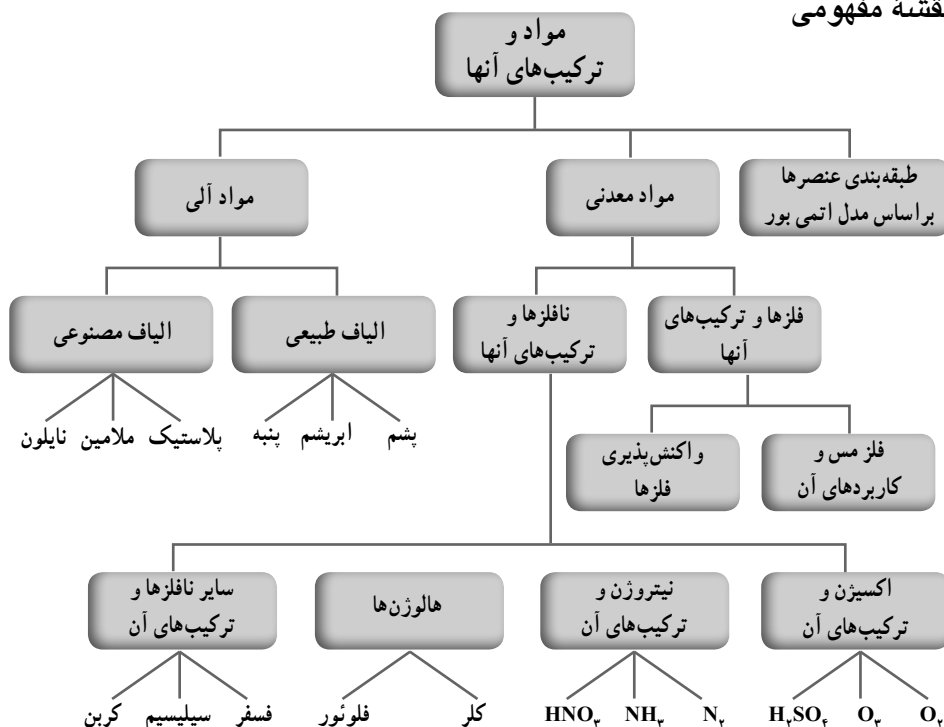 نقشهٔ مفهومی
مواد و
ترکیب‌های آنها
طبقه‌بندی عنصرها
براساس مدل اتمی بور
مواد معدنی
مواد آلی
فلزها و ترکیب‌های
آنها
نافلزها و
ترکیب‌های آنها
الیاف طبیعی
الیاف مصنوعی
پشم ابریشم پنبه
پلاستیک ملامین نایلون
فلز مس و
کاربردهای آن
واکنش‌پذیری
فلزها
اکسیژن و
ترکیب‌های آن
نیتروژن و
ترکیب‌های آن
هالوژن‌ها
سایر نافلزها و
ترکیب‌های آن
O₂ O₃ H₂SO₄
N₂ NH₃ HNO₃
کلر فلوئور
فسفر سیلیسیم کربن